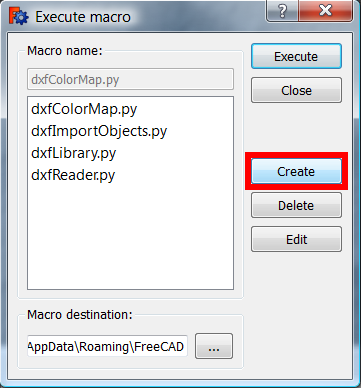 Execute macro
?
Macro name:
dxfColorMap.py
dxfColorMap.py
dxfImportObjects.py
dxfLibrary.py
dxfReader.py
Execute
Close
Create
Delete
Edit
Macro destination:
AppData\Roaming\FreeCAD
...